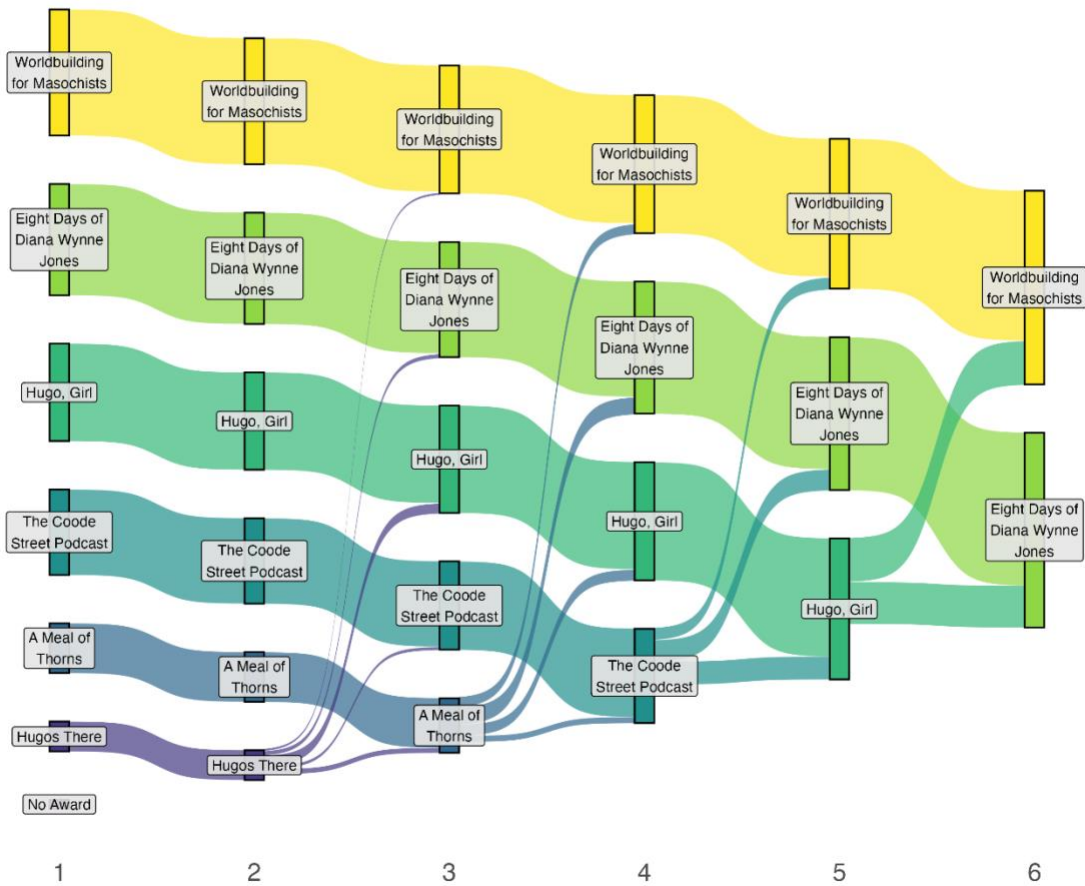 Worldbuilding
for Masochists
Eight Days of
Diana Wynne
Jones
Hugo, Girl
The Coode
Street Podcast
A Meal of
Thorns
Hugos There
No Award
Worldbuilding
for Masochists
Eight Days of
Diana Wynne
Jones
Hugo, Girl
The Coode
Street Podcast
A Meal of
Thorns
Hugos There
Worldbuilding
for Masochists
Eight Days of
Diana Wynne
Jones
Hugo, Girl
The Coode
Street Podcast
A Meal of
Thorns
Worldbuilding
for Masochists
Eight Days of
Diana Wynne
Jones
Hugo, Girl
The Coode
Street Podcast
Worldbuilding
for Masochists
Eight Days of
Diana Wynne
Jones
Hugo, Girl
Worldbuilding
for Masochists
Eight Days of
Diana Wynne
Jones
1 2 3 4 5 6